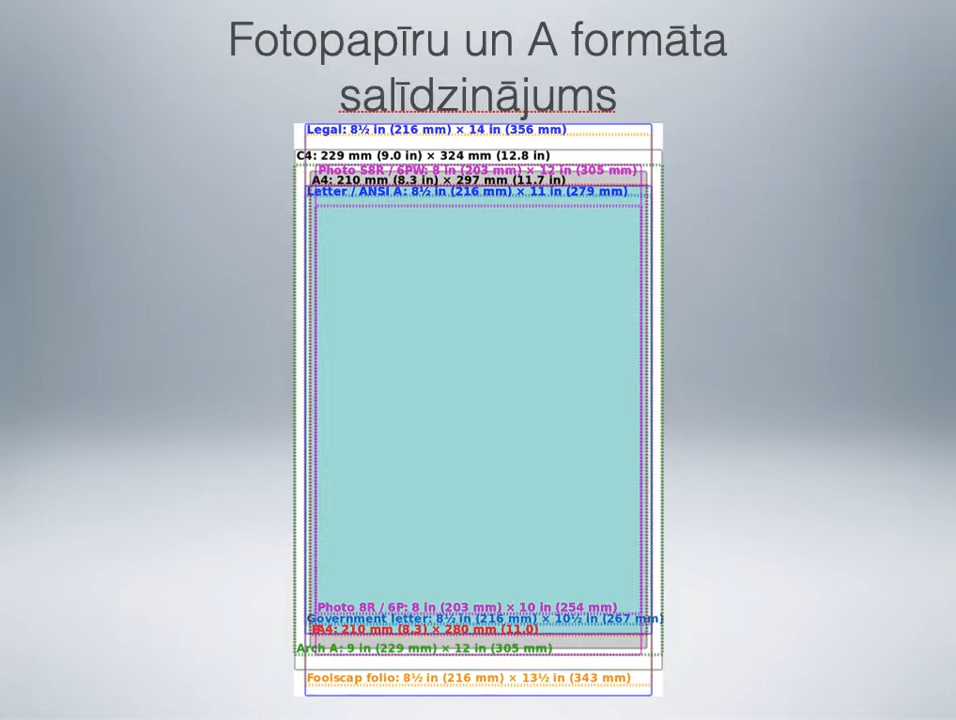 Fotopapīru un A formāta
salīdzinājums
Legal: 8½ in (216 mm) × 14 in (356 mm)
C4: 229 mm (9.0 in) × 324 mm (12.8 in)
Photo S8R / 6PW: 8 in (203 mm) × 12 in (305 mm)
A4: 210 mm (8.3 in) × 297 mm (11.7 in)
Letter / ANSI A: 8½ in (216 mm) × 11 in (279 mm)
Photo 8R / 6P: 8 in (203 mm) × 10 in (254 mm)
Government letter: 8½ in (216 mm) × 10½ in (267 mm)
PA4: 210 mm (8.3) × 280 mm (11.0)
Arch A: 9 in (229 mm) × 12 in (305 mm)
Foolscap folio: 8½ in (216 mm) × 13½ in (343 mm)